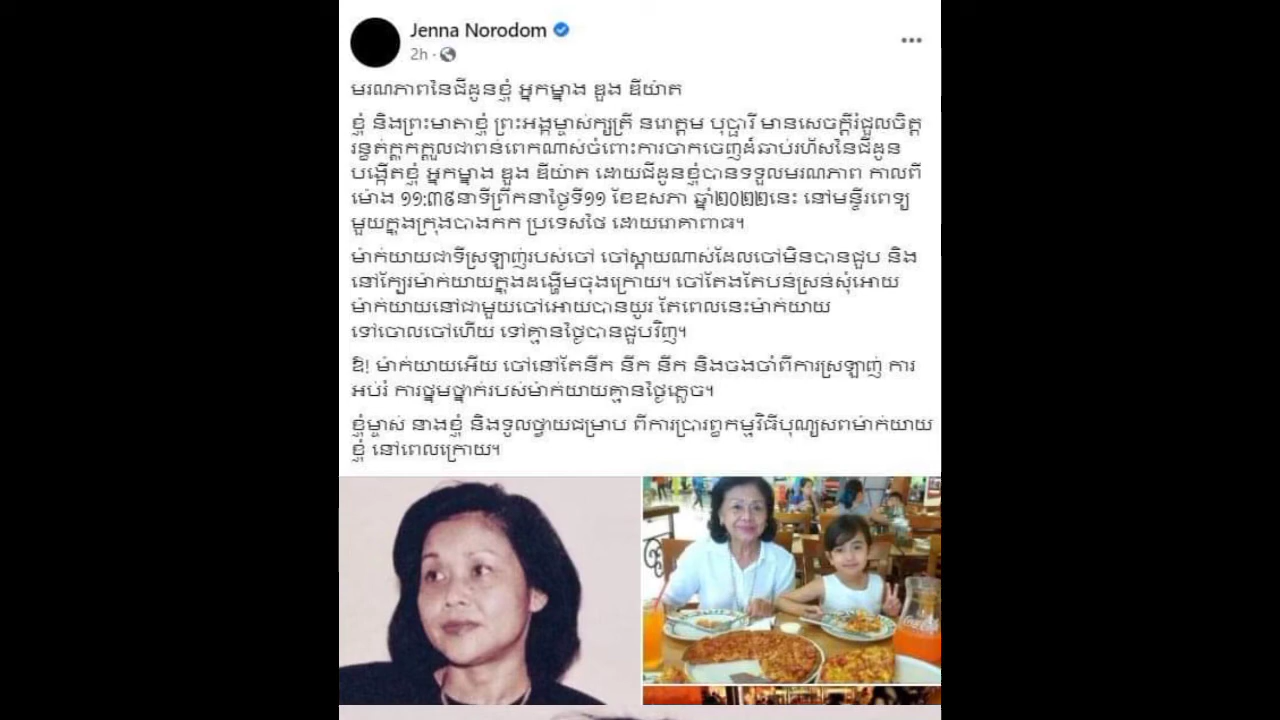 Jenna Norodom
2h ·
មរណភាពនៃជីដូនខ្ញុំ អ្នកម្នាង ឌួង ឌីយ៉ាត
ខ្ញុំ និងព្រះមាតាខ្ញុំ ព្រះអង្គម្ចាស់ក្សត្រី នរោត្តម បុប្ផារី មានសេចក្តីរំជួលចិត្ត
រន្ធត់ក្តុកក្តួលជាពន់ពេកណាស់ចំពោះការចាកចេញដ៍ឆាប់រហ័សនៃជីដូន
បង្កើតខ្ញុំ អ្នកម្នាង ឌួង ឌីយ៉ាត ដោយជីដូនខ្ញុំបានទទួលមរណភាព កាលពី
ម៉ោង ១១:៣៩នាទីព្រឹកនាថ្ងៃទី១១ ខែឧសភា ឆ្នាំ២០២២នេះ នៅមន្ទីរពេទ្យ
មួយក្នុងក្រុងបាងកក ប្រទេសថៃ ដោយរោគាពាធ។
ម៉ាក់យាយជាទីស្រឡាញ់របស់ចៅ ចៅស្តាយណាស់ដែលចៅមិនបានជួប និង
នៅក្បែរម៉ាក់យាយក្នុងដង្ហើមចុងក្រោយ។ ចៅតែងតែបន់ស្រន់សុំអោយ
ម៉ាក់យាយនៅជាមួយចៅអោយបានយូរ តែពេលនេះម៉ាក់យាយ
ទៅចោលចៅហើយ ទៅគ្មានថ្ងៃបានជួបវិញ។
ឱ! ម៉ាក់យាយអើយ ចៅនៅតែនឹក នឹក នឹក និងចងចាំពីការស្រឡាញ់ ការ
អប់រំ ការថ្នមថ្នាក់របស់ម៉ាក់យាយគ្មានថ្ងៃភ្លេច។
ខ្ញុំម្ចាស់ នាងខ្ញុំ និងទូលថ្វាយជម្រាប ពីការប្រារព្ធកម្មវិធីបុណ្យសពម៉ាក់យាយ
ខ្ញុំ នៅពេលក្រោយ។